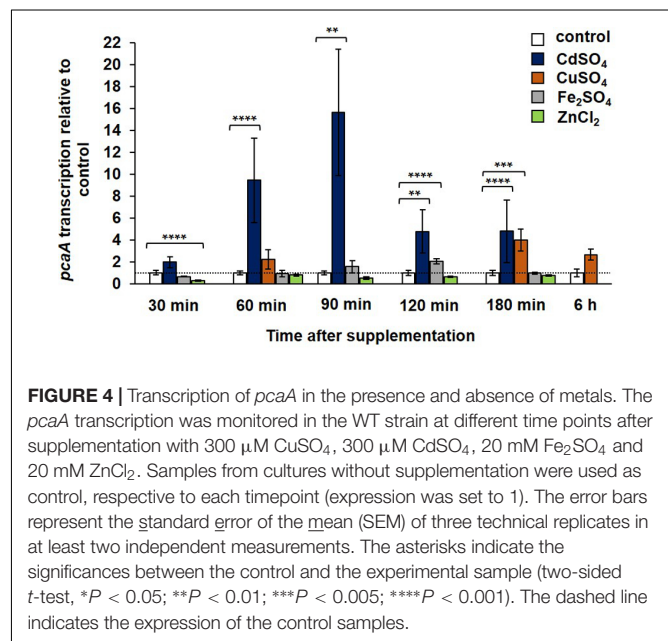 pcaA transcription relative to
control
22
20
18
16
14
12
10
8
6
4
2
0
control
CdSO4
CuSO4
Fe2SO4
ZnCl2
****
****
**
****
**
***
****
30 min 60 min 90 min 120 min 180 min 6 h
Time after supplementation
FIGURE 4 | Transcription of pcaA in the presence and absence of metals. The
pcaA transcription was monitored in the WT strain at different time points after
supplementation with 300 μM CuSO4, 300 μM CdSO4, 20 mM Fe2SO4 and
20 mM ZnCl2. Samples from cultures without supplementation were used as
control, respective to each timepoint (expression was set to 1). The error bars
represent the standard error of the mean (SEM) of three technical replicates in
at least two independent measurements. The asterisks indicate the
significances between the control and the experimental sample (two-sided
t-test, *P < 0.05; **P < 0.01; ***P < 0.005; ****P < 0.001). The dashed line
indicates the expression of the control samples.